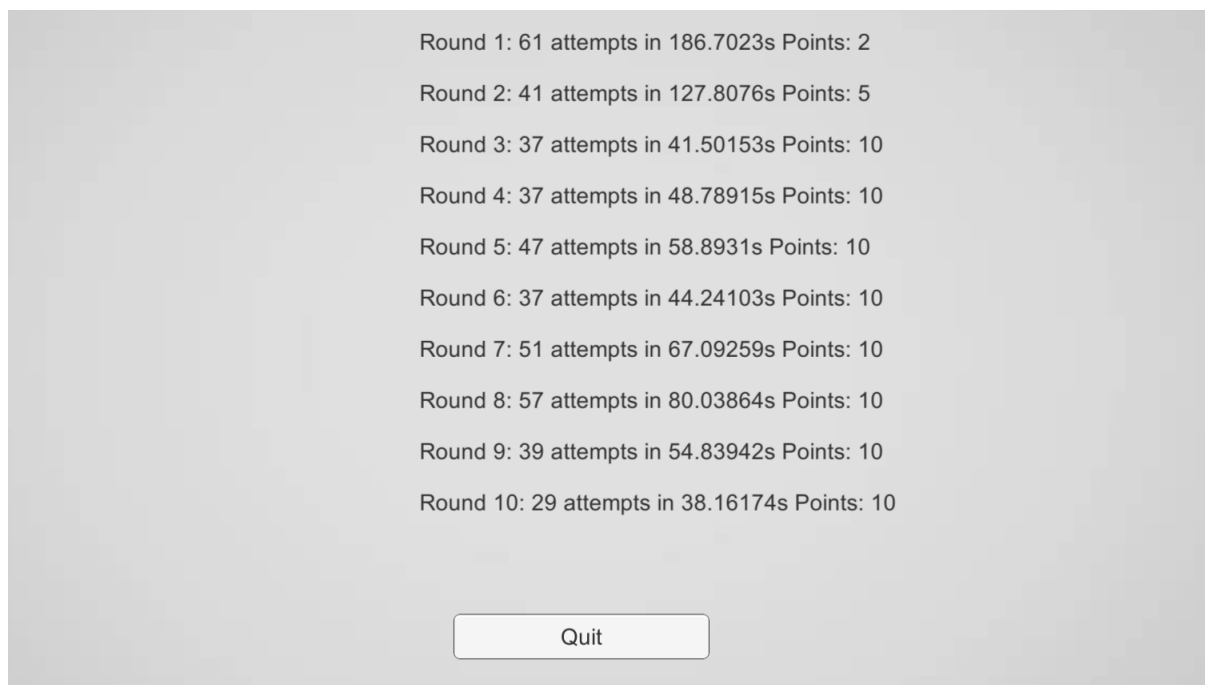 Round 1: 61 attempts in 186.7023s Points: 2
Round 2: 41 attempts in 127.8076s Points: 5
Round 3: 37 attempts in 41.50153s Points: 10
Round 4: 37 attempts in 48.78915s Points: 10
Round 5: 47 attempts in 58.8931s Points: 10
Round 6: 37 attempts in 44.24103s Points: 10
Round 7: 51 attempts in 67.09259s Points: 10
Round 8: 57 attempts in 80.03864s Points: 10
Round 9: 39 attempts in 54.83942s Points: 10
Round 10: 29 attempts in 38.16174s Points: 10
Quit